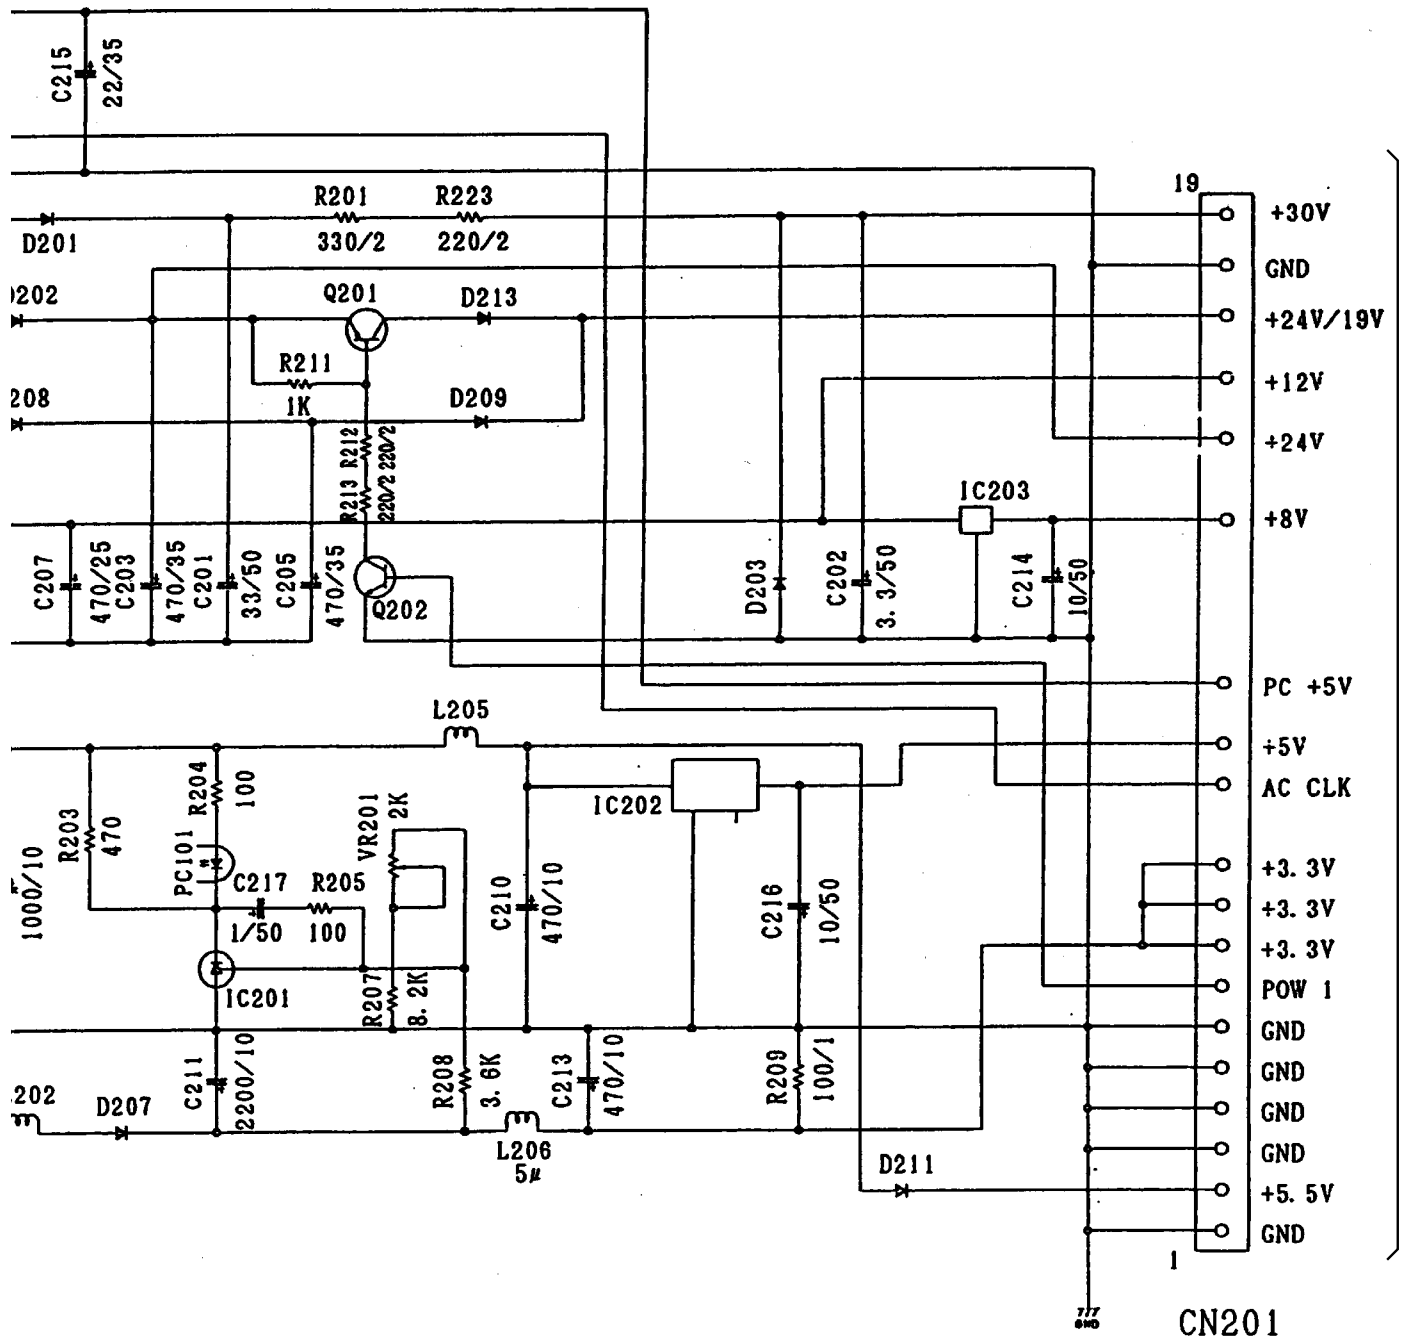 C215
22/35
19
R201
R223
+30V
D201
330/2
220/2
GND
D202
Q201
D213
+24V/19V
R211
+12V
1K
D209
208
+24V
R212
220/2
R213
220/2
IC203
+8V
C207
470/25
C203
470/35
C201
33/50
C205
470/35
Q202
D203
C202
3.3/50
C214
10/50
PC +5V
L205
+5V
AC CLK
R204
100
VR201
2K
IC202
R203
470
PC101
1000/10
C217
R205
1/50
100
C210
470/10
C216
10/50
+3.3V
+3.3V
+3.3V
IC201
R207
8.2K
POW 1
GND
C211
2200/10
R208
3.6K
C213
470/10
R209
100/1
GND
202
D207
GND
L206
5μ
D211
GND
+5.5V
GND
1
GND
CN201